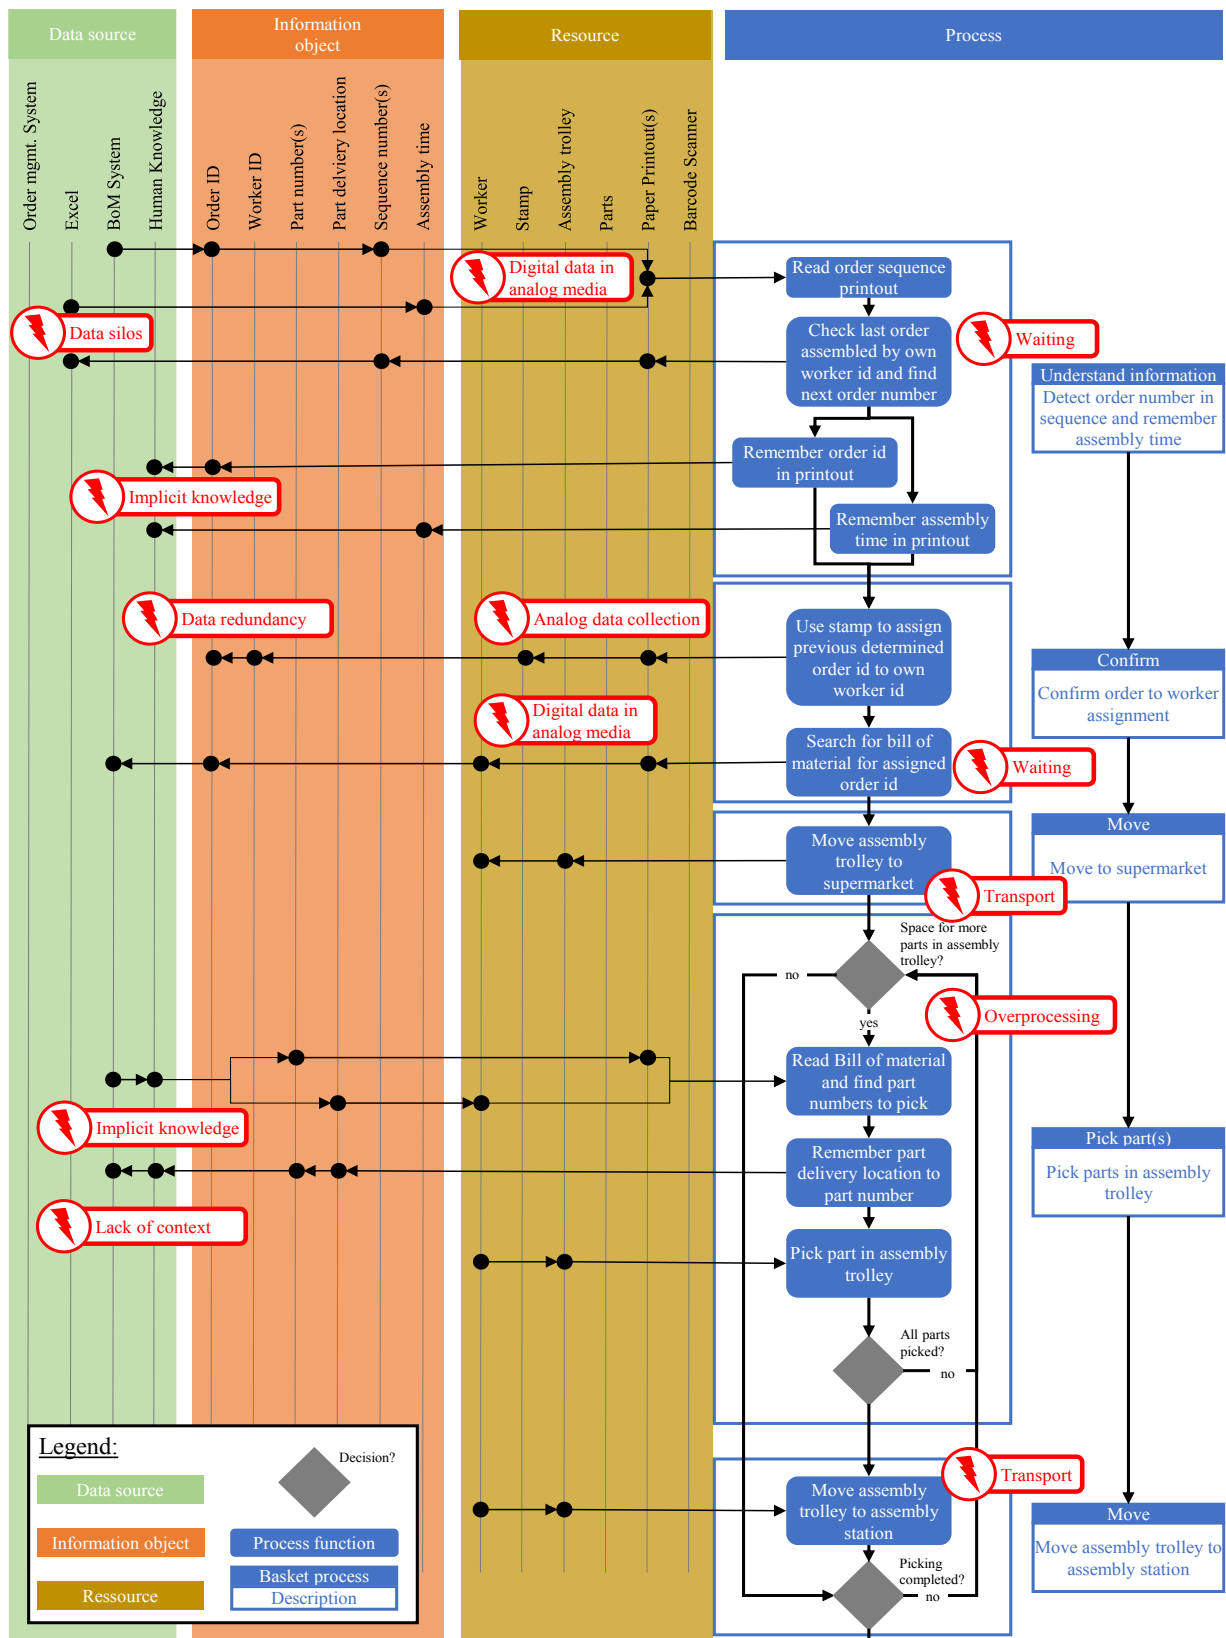 Data source
Information
object
Resource
Process
Order mgmt. System
Excel
BoM System
Human Knowledge
Order ID
Worker ID
Part number(s)
Part delviery location
Sequence number(s)
Assembly time
Worker
Stamp
Assembly trolley
Parts
Paper Printout(s)
Barcode Scanner
Digital data in
analog media
Read order sequence
printout
Data silos
Check last order
assembled by own
worker id and find
next order number
Waiting
Understand information
Detect order number in
sequence and remember
assembly time
Remember order id
in printout
Implicit knowledge
Remember assembly
time in printout
Data redundancy
Analog data collection
Use stamp to assign
previous determined
order id to own
worker id
Confirm
Confirm order to worker
assignment
Digital data in
analog media
Search for bill of
material for assigned
order id
Waiting
Move
Move to supermarket
Move assembly
trolley to
supermarket
Transport
Space for more
parts in assembly
trolley?
no
yes
Overprocessing
Read Bill of material
and find part
numbers to pick
Implicit knowledge
Pick part(s)
Pick parts in assembly
trolley
Remember part
delivery location to
part number
Lack of context
Pick part in assembly
trolley
All parts
picked?
no
Transport
Move assembly
trolley to assembly
station
Move
Move assembly trolley to
assembly station
Picking
completed?
no
Legend:
Decision?
Data source
Information object
Process function
Ressource
Basket process
Description